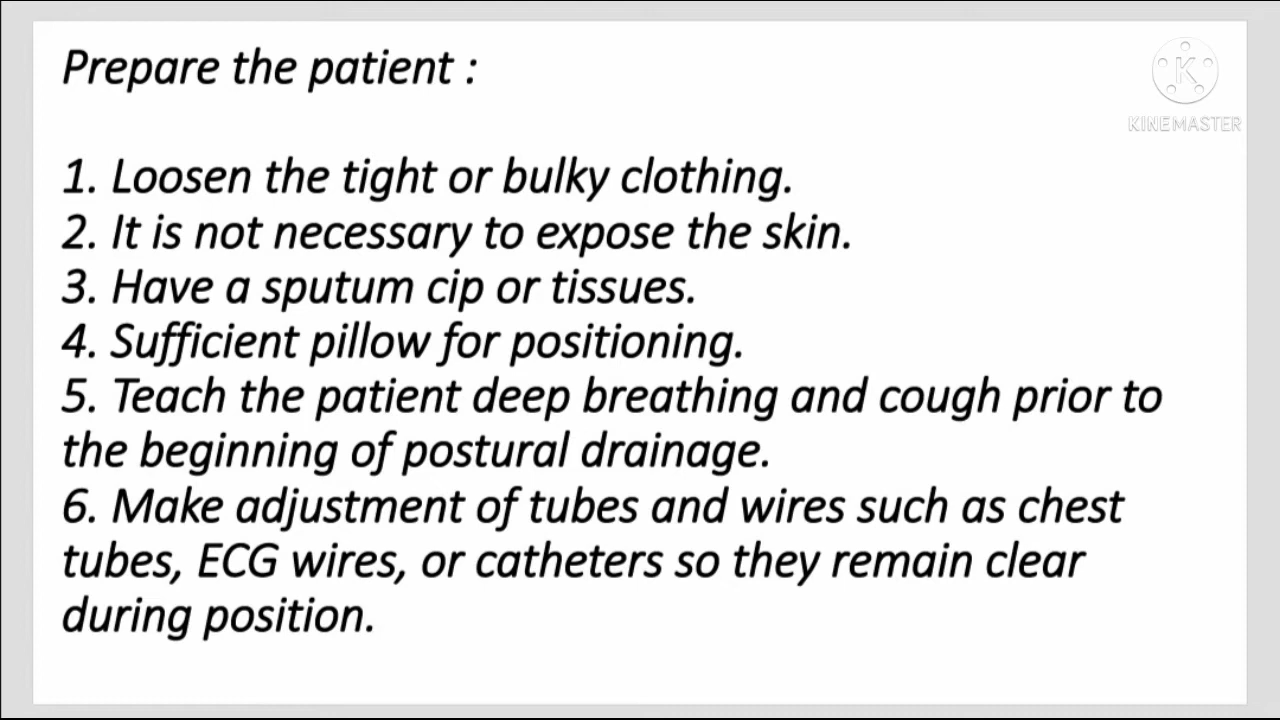 Prepare the patient :
K
KINEMASTER
1. Loosen the tight or bulky clothing.
2. It is not necessary to expose the skin.
3. Have a sputum cip or tissues.
4. Sufficient pillow for positioning.
5. Teach the patient deep breathing and cough prior to
the beginning of postural drainage.
6. Make adjustment of tubes and wires such as chest
tubes, ECG wires, or catheters so they remain clear
during position.